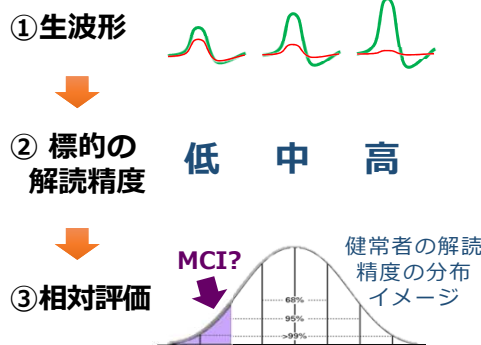 ①生波形
② 標的の
解読精度
低 中 高
MCI?
健常者の解読
精度の分布
イメージ
③相対評価
68%
95%
>99%